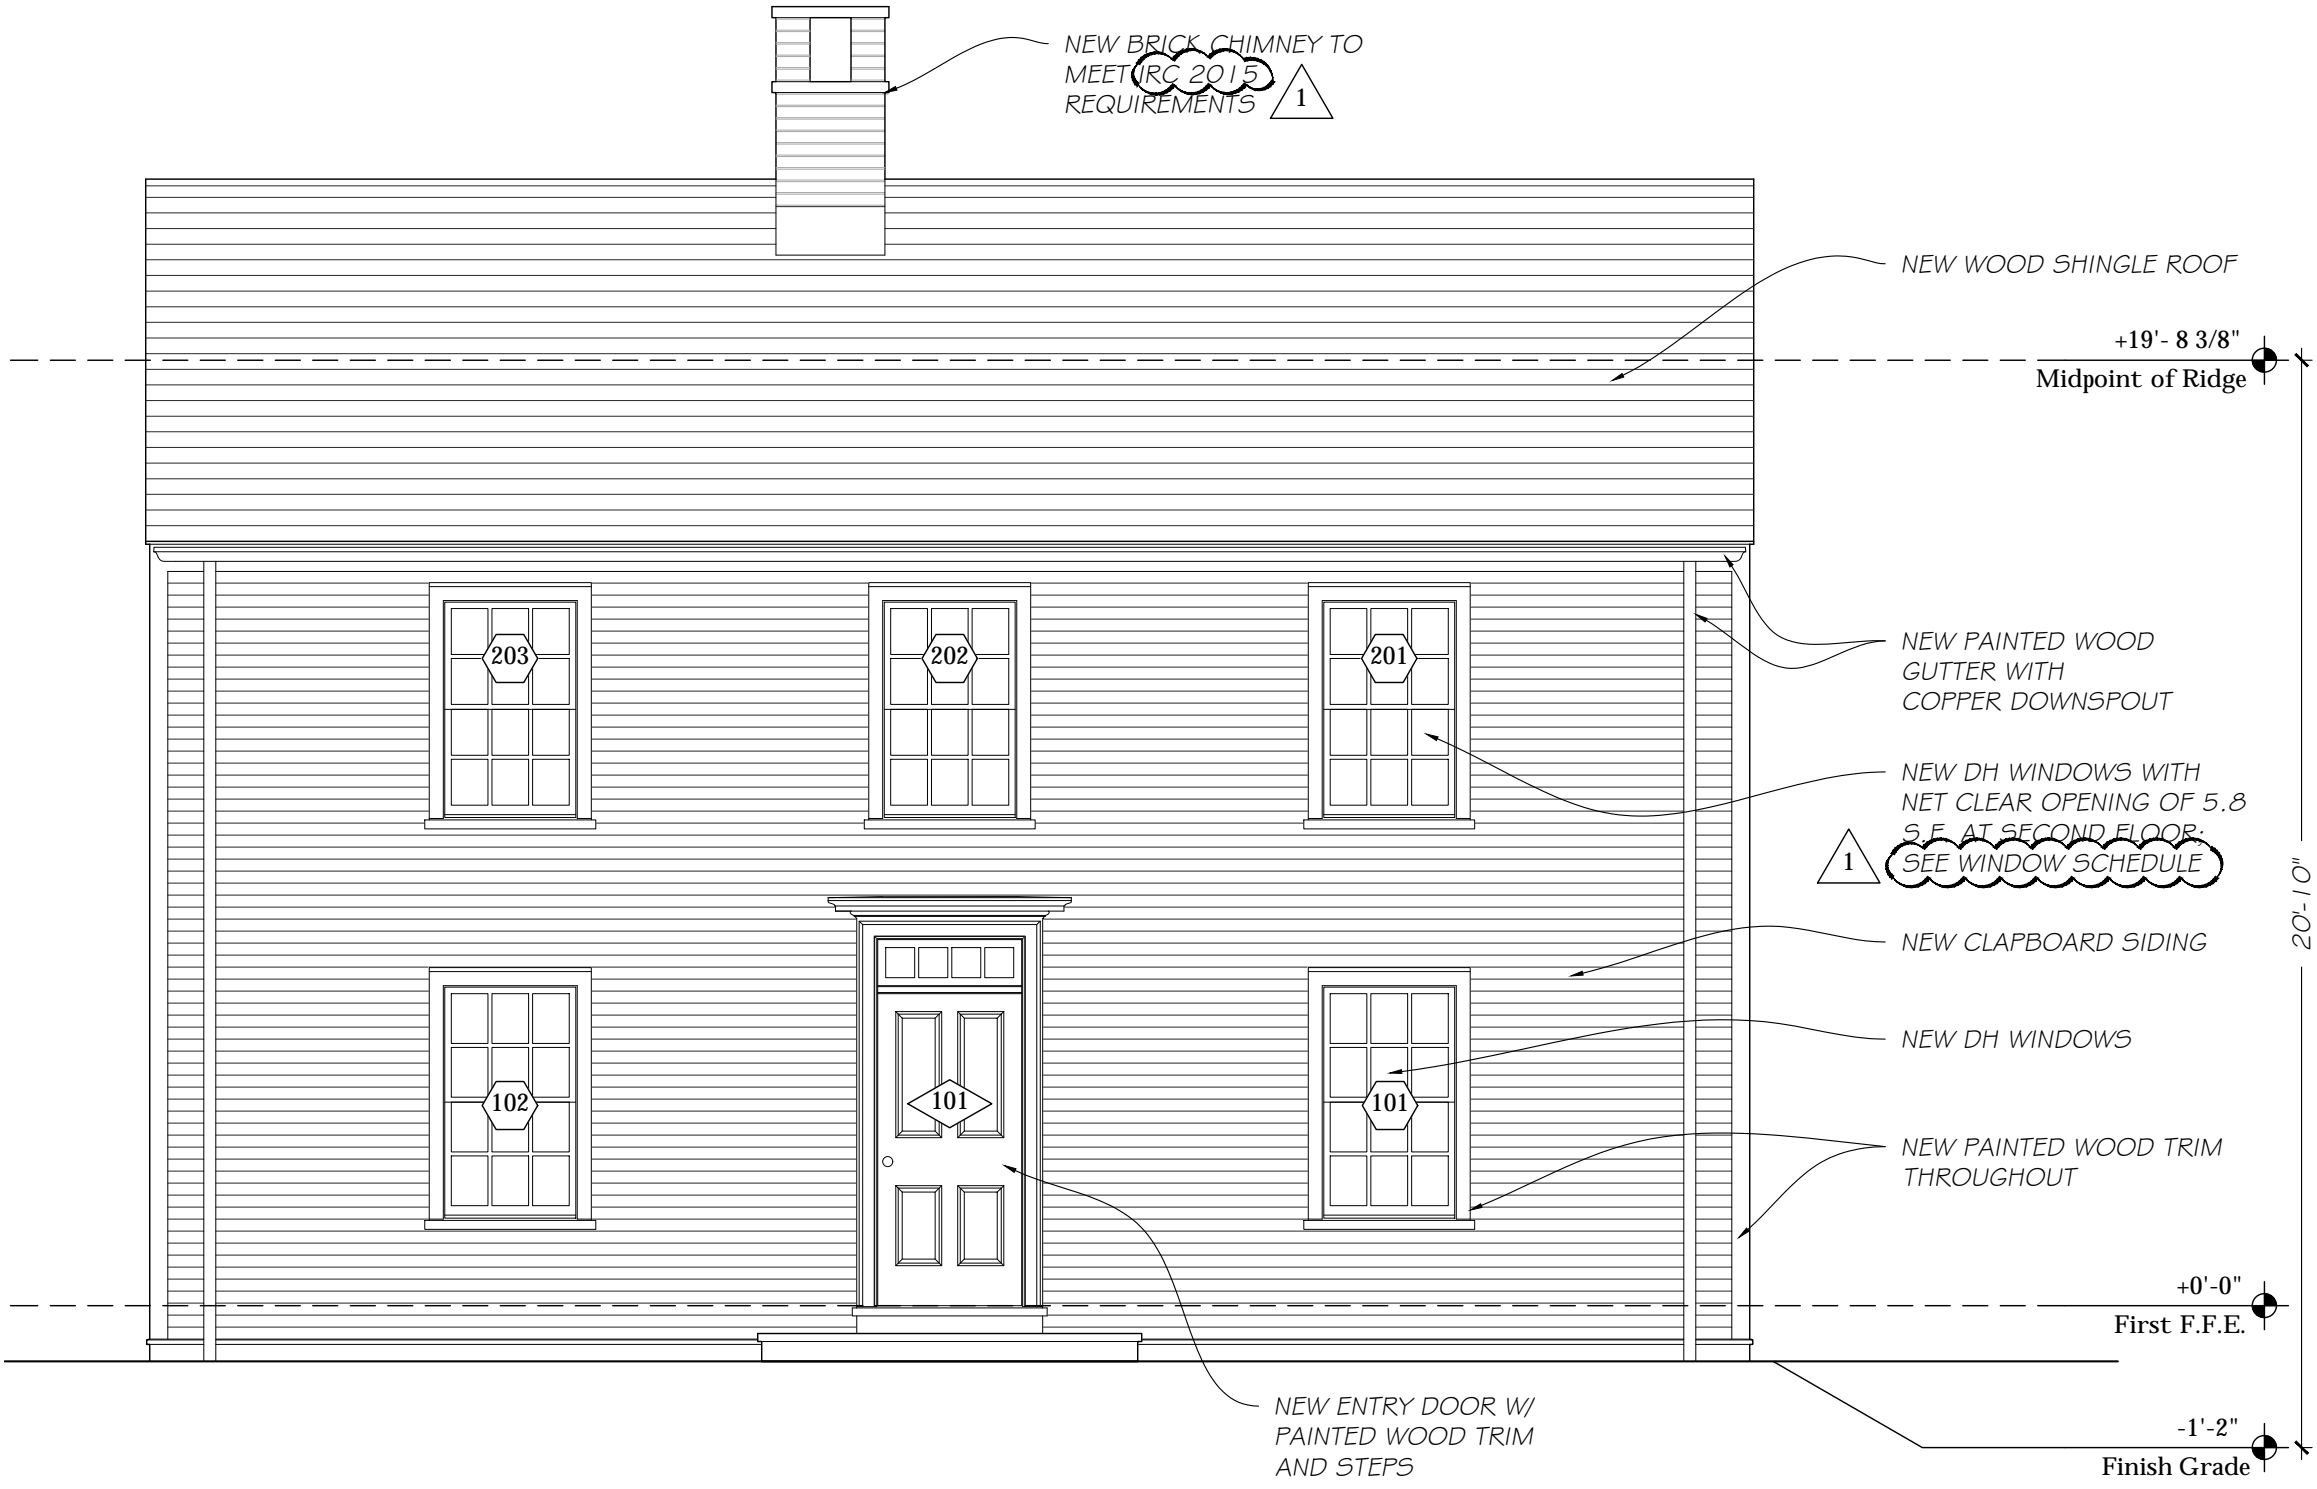 NEW BRICK CHIMNEY TO
MEET IRC 2015
REQUIREMENTS
1
NEW WOOD SHINGLE ROOF
+19'- 8 3/8"
Midpoint of Ridge
203
202
201
NEW PAINTED WOOD
GUTTER WITH
COPPER DOWNSPOUT
NEW DH WINDOWS WITH
NET CLEAR OPENING OF 5.8
S.F. AT SECOND FLOOR;
SEE WINDOW SCHEDULE
1
20'-10"
NEW CLAPBOARD SIDING
NEW DH WINDOWS
102
101
101
NEW PAINTED WOOD TRIM
THROUGHOUT
+0'-0"
First F.F.E.
NEW ENTRY DOOR W/
PAINTED WOOD TRIM
AND STEPS
-1'-2"
Finish Grade